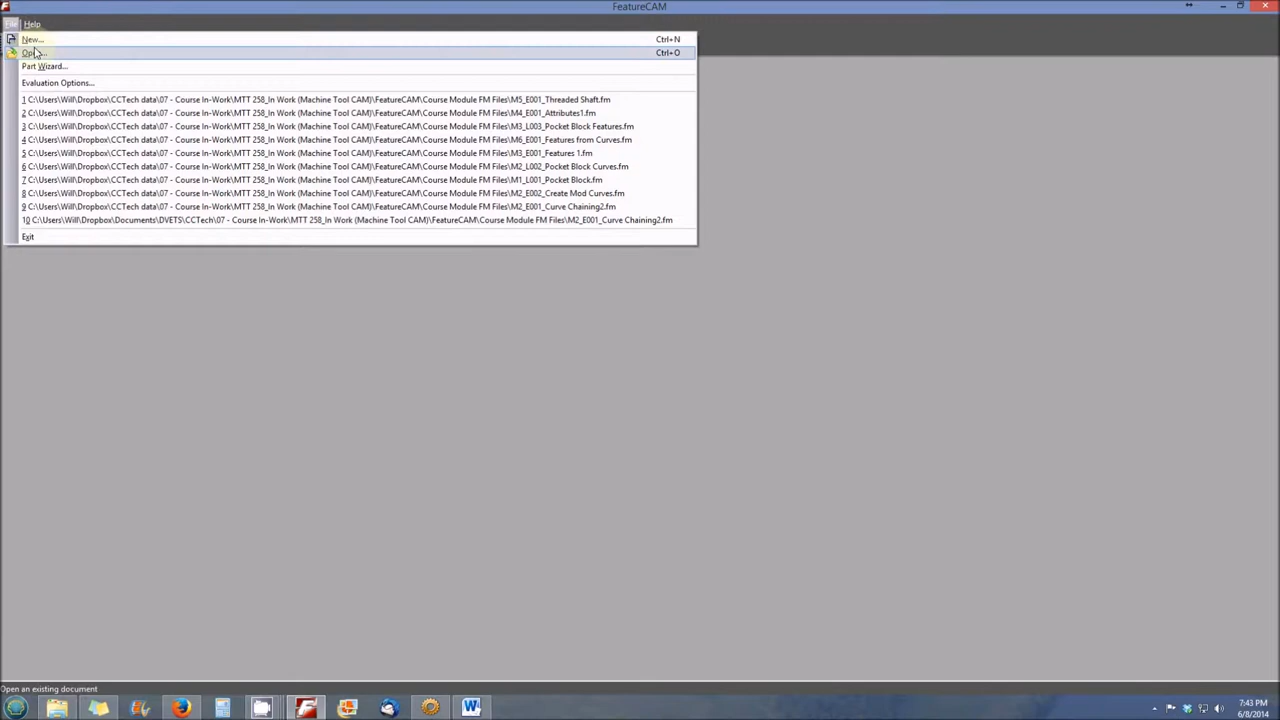 FeatureCAM
File Help
New... Ctrl+N
Open... Ctrl+O
Part Wizard...
Evaluation Options...
1 C:\Users\Will\Dropbox\CCTech data\07 - Course In-Work\MTT 258_In Work (Machine Tool CAM)\FeatureCAM\Course Module FM Files\M5_E001_Threaded Shaft.fm
2 C:\Users\Will\Dropbox\CCTech data\07 - Course In-Work\MTT 258_In Work (Machine Tool CAM)\FeatureCAM\Course Module FM Files\M4_E001_Attributes1.fm
3 C:\Users\Will\Dropbox\CCTech data\07 - Course In-Work\MTT 258_In Work (Machine Tool CAM)\FeatureCAM\Course Module FM Files\M3_L003_Pocket Block Features.fm
4 C:\Users\Will\Dropbox\CCTech data\07 - Course In-Work\MTT 258_In Work (Machine Tool CAM)\FeatureCAM\Course Module FM Files\M6_E001_Features from Curves.fm
5 C:\Users\Will\Dropbox\CCTech data\07 - Course In-Work\MTT 258_In Work (Machine Tool CAM)\FeatureCAM\Course Module FM Files\M3_E001_Features 1.fm
6 C:\Users\Will\Dropbox\CCTech data\07 - Course In-Work\MTT 258_In Work (Machine Tool CAM)\FeatureCAM\Course Module FM Files\M2_L002_Pocket Block Curves.fm
7 C:\Users\Will\Dropbox\CCTech data\07 - Course In-Work\MTT 258_In Work (Machine Tool CAM)\FeatureCAM\Course Module FM Files\M1_L001_Pocket Block.fm
8 C:\Users\Will\Dropbox\CCTech data\07 - Course In-Work\MTT 258_In Work (Machine Tool CAM)\FeatureCAM\Course Module FM Files\M2_E002_Create Mod Curves.fm
9 C:\Users\Will\Dropbox\CCTech data\07 - Course In-Work\MTT 258_In Work (Machine Tool CAM)\FeatureCAM\Course Module FM Files\M2_E001_Curve Chaining2.fm
10 C:\Users\Will\Dropbox\Documents\DVETS\CCTech\07 - Course In-Work\MTT 258_In Work (Machine Tool CAM)\FeatureCAM\Course Module FM Files\M2_E001_Curve Chaining2.fm
Exit
Open an existing document
7:43 PM
6/8/2014